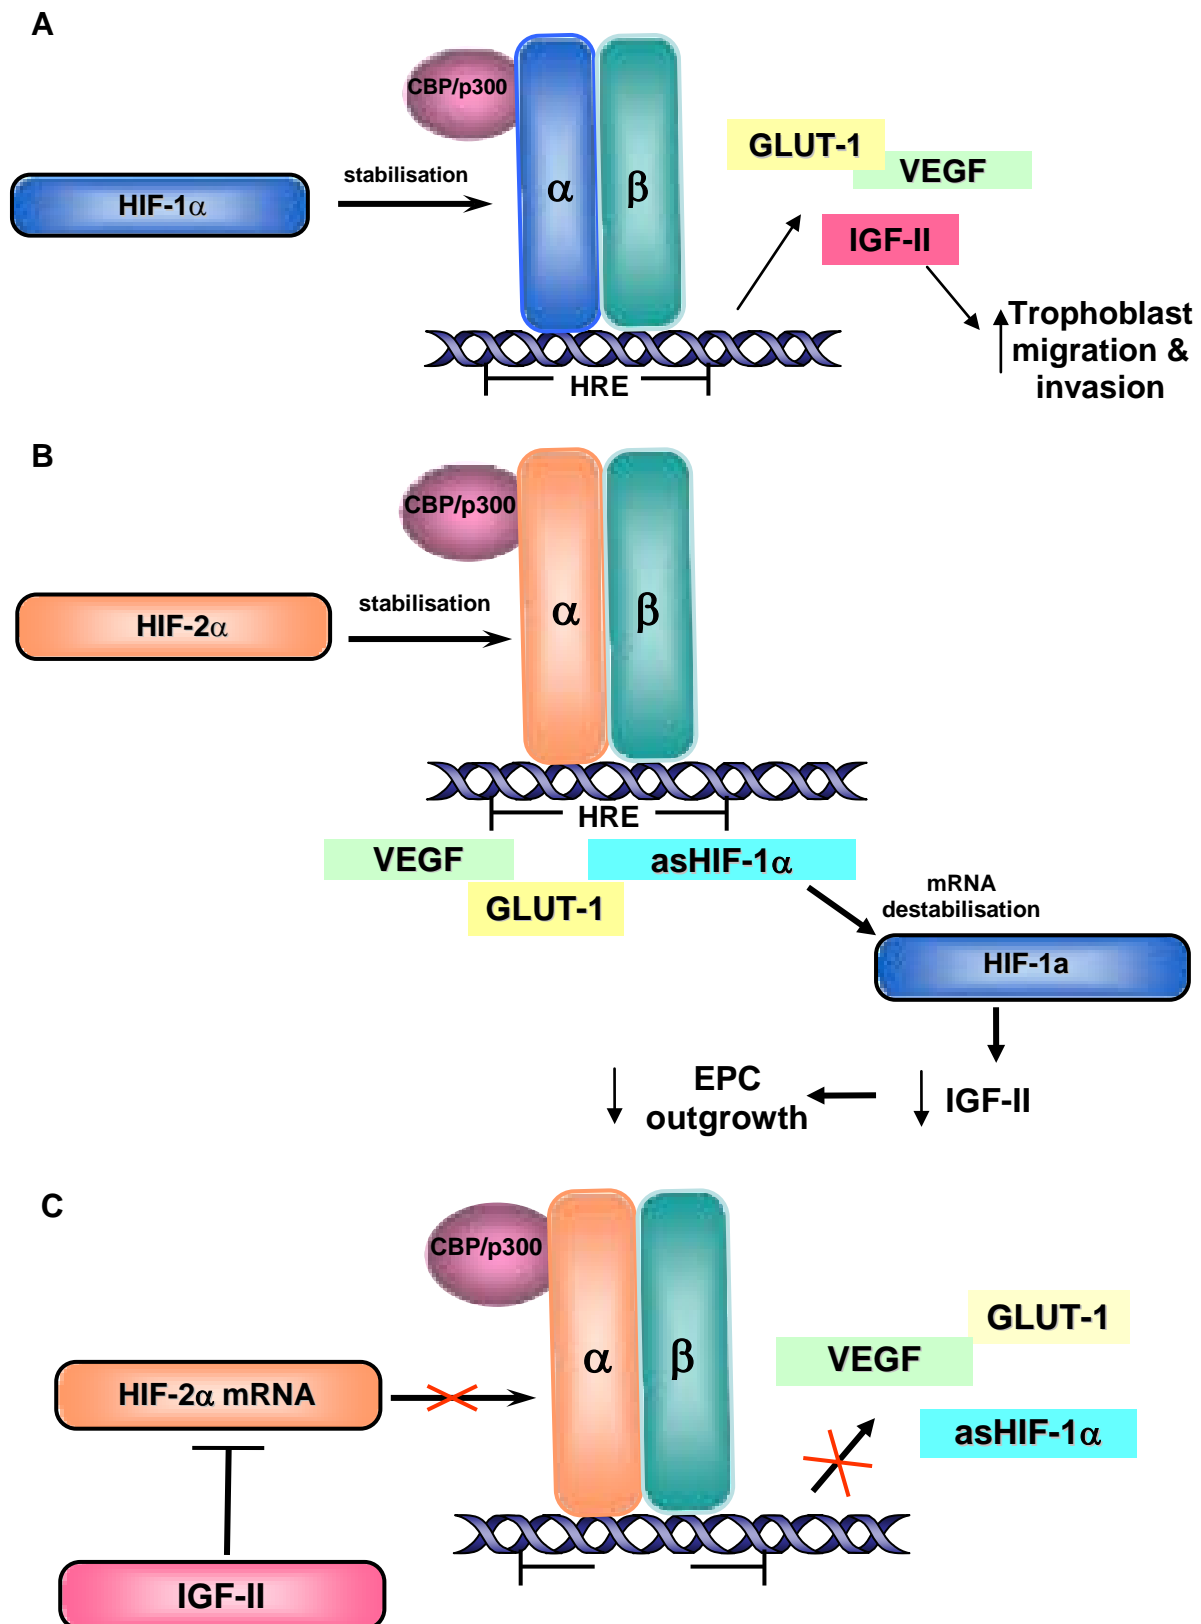 A
CBP/p300
GLUT-1
VEGF
stabilisation
HIF-1α
α
β
IGF-II
Trophoblast
migration &
invasion
HRE
B
CBP/p300
stabilisation
HIF-2α
α
β
HRE
VEGF
asHIF-1α
GLUT-1
mRNA
destabilisation
HIF-1a
EPC
outgrowth
IGF-II
C
CBP/p300
GLUT-1
VEGF
α
β
HIF-2α mRNA
asHIF-1α
IGF-II